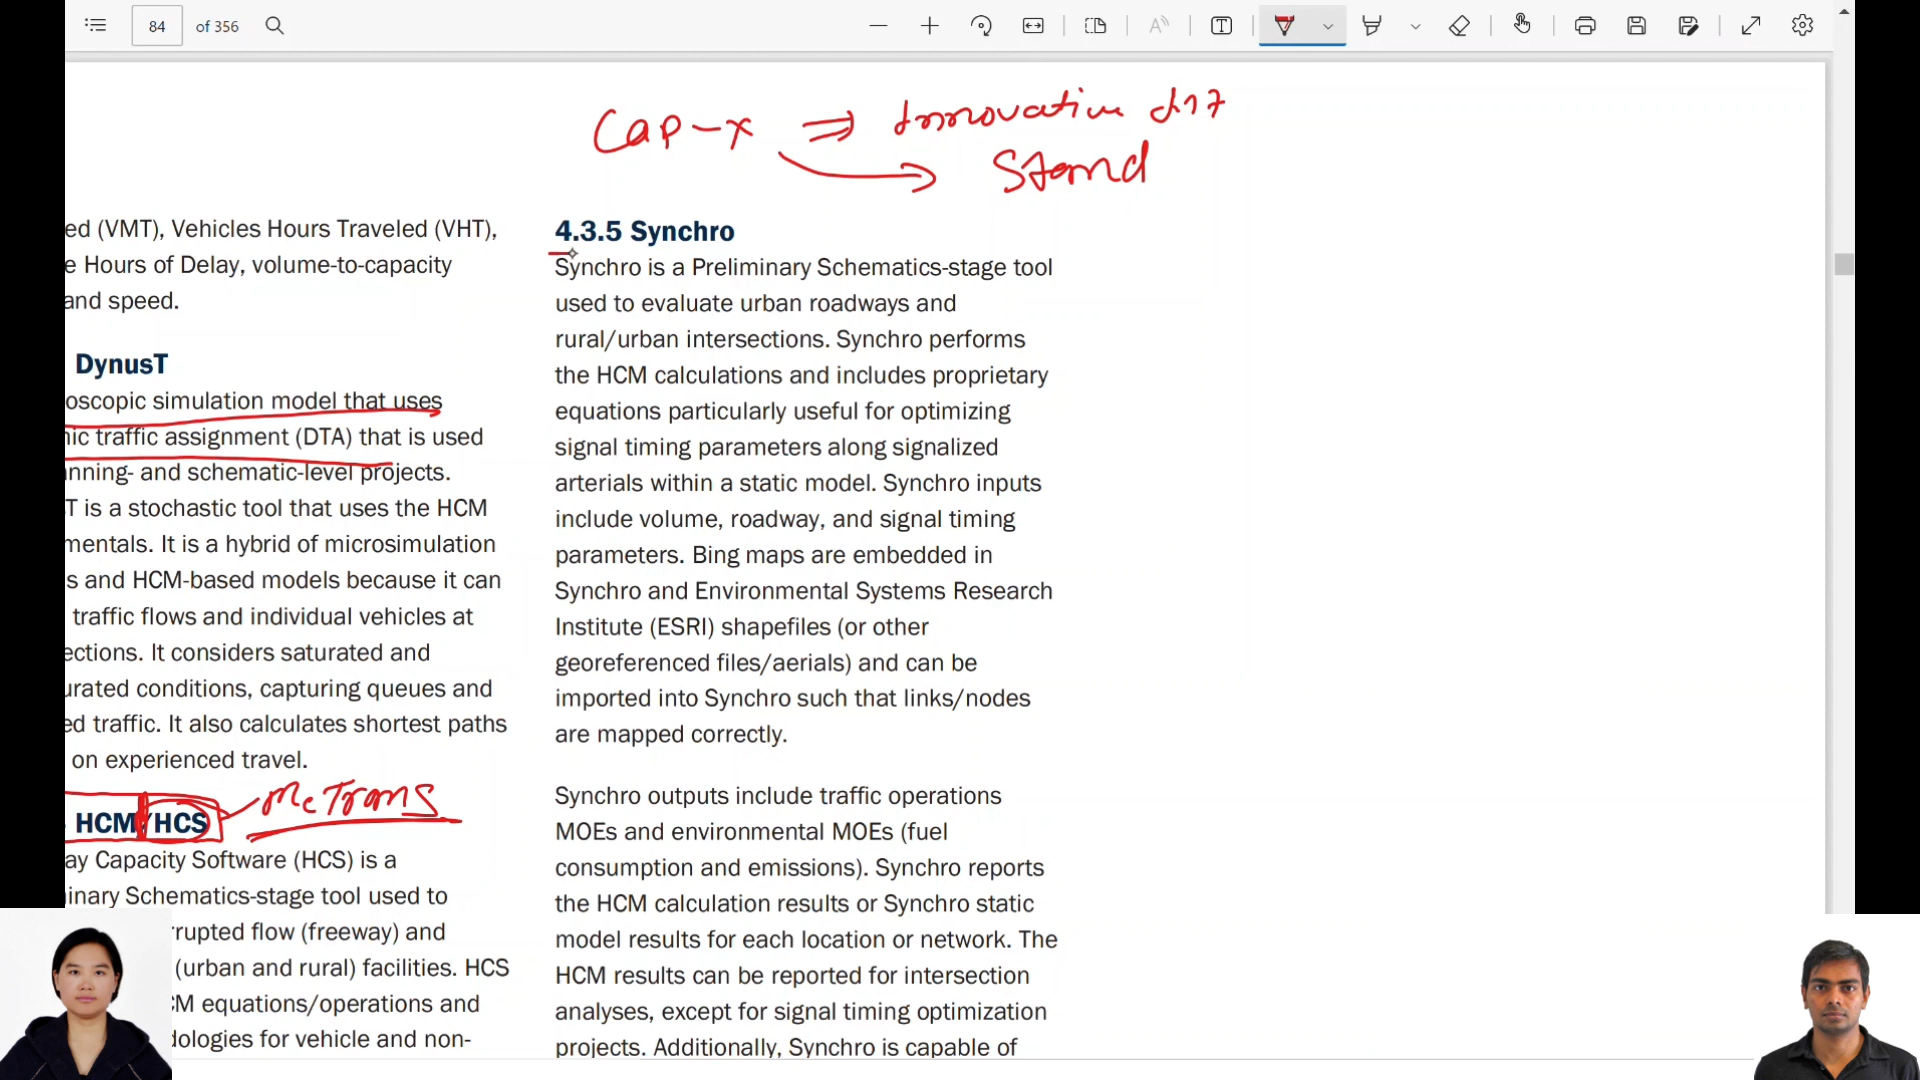 84 of 356
Cap-x ⇒ Innovative
Stand
ed (VMT), Vehicles Hours Traveled (VHT),
e Hours of Delay, volume-to-capacity
and speed.
DynusT
oscopic simulation model that uses
nic traffic assignment (DTA) that is used
nning- and schematic-level projects.
T is a stochastic tool that uses the HCM
mentals. It is a hybrid of microsimulation
s and HCM-based models because it can
traffic flows and individual vehicles at
ections. It considers saturated and
urated conditions, capturing queues and
ed traffic. It also calculates shortest paths
on experienced travel.
McTrans
HCM/HCS
ay Capacity Software (HCS) is a
inary Schematics-stage tool used to
rrupted flow (freeway) and
(urban and rural) facilities. HCS
CM equations/operations and
dologies for vehicle and non-
4.3.5 Synchro
Synchro is a Preliminary Schematics-stage tool
used to evaluate urban roadways and
rural/urban intersections. Synchro performs
the HCM calculations and includes proprietary
equations particularly useful for optimizing
signal timing parameters along signalized
arterials within a static model. Synchro inputs
include volume, roadway, and signal timing
parameters. Bing maps are embedded in
Synchro and Environmental Systems Research
Institute (ESRI) shapefiles (or other
georeferenced files/aerials) and can be
imported into Synchro such that links/nodes
are mapped correctly.
Synchro outputs include traffic operations
MOEs and environmental MOEs (fuel
consumption and emissions). Synchro reports
the HCM calculation results or Synchro static
model results for each location or network. The
HCM results can be reported for intersection
analyses, except for signal timing optimization
projects. Additionally, Synchro is capable of